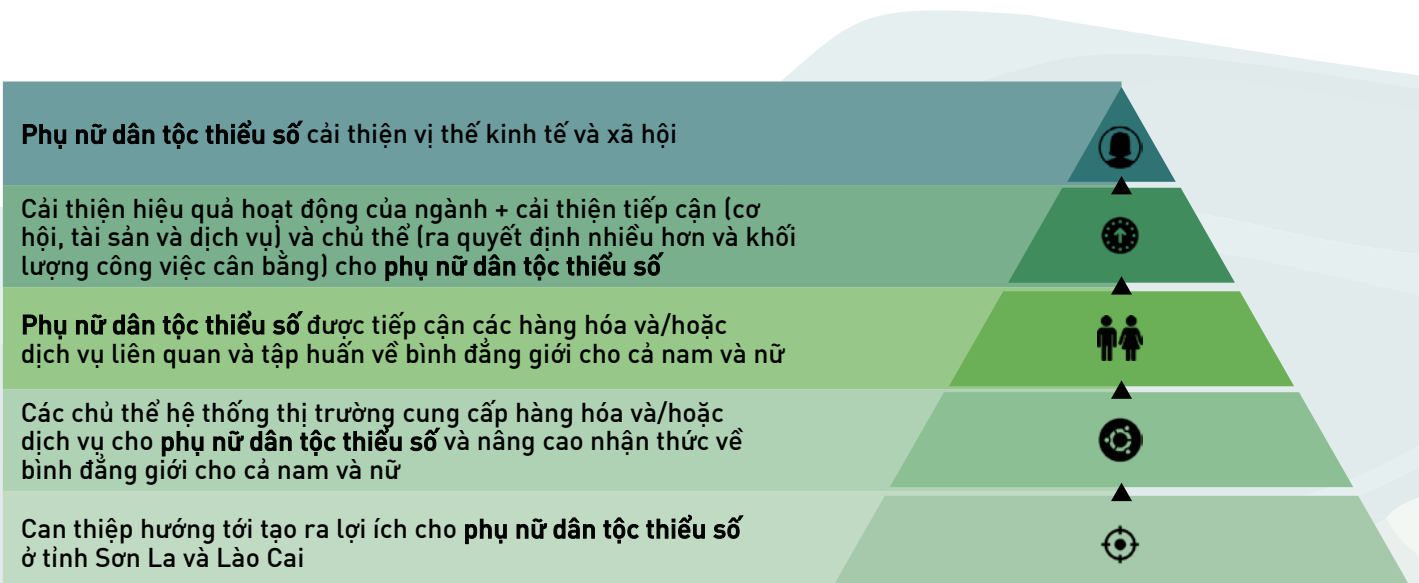 Phụ nữ dân tộc thiểu số cải thiện vị thế kinh tế và xã hội
Cải thiện hiệu quả hoạt động của ngành + cải thiện tiếp cận (cơ
hội, tài sản và dịch vụ) và chủ thể (ra quyết định nhiều hơn và khối
lượng công việc cân bằng) cho phụ nữ dân tộc thiểu số
Phụ nữ dân tộc thiểu số được tiếp cận các hàng hóa và/hoặc
dịch vụ liên quan và tập huấn về bình đẳng giới cho cả nam và nữ
Các chủ thể hệ thống thị trường cung cấp hàng hóa và/hoặc
dịch vụ cho phụ nữ dân tộc thiểu số và nâng cao nhận thức về
bình đẳng giới cho cả nam và nữ
Can thiệp hướng tới tạo ra lợi ích cho phụ nữ dân tộc thiểu số
ở tỉnh Sơn La và Lào Cai